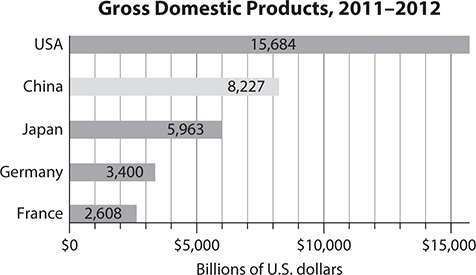 Gross Domestic Products, 2011–2012
USA 15,684
China 8,227
Japan 5,963
Germany 3,400
France 2,608
$0 $5,000 $10,000 $15,000
Billions of U.S. dollars